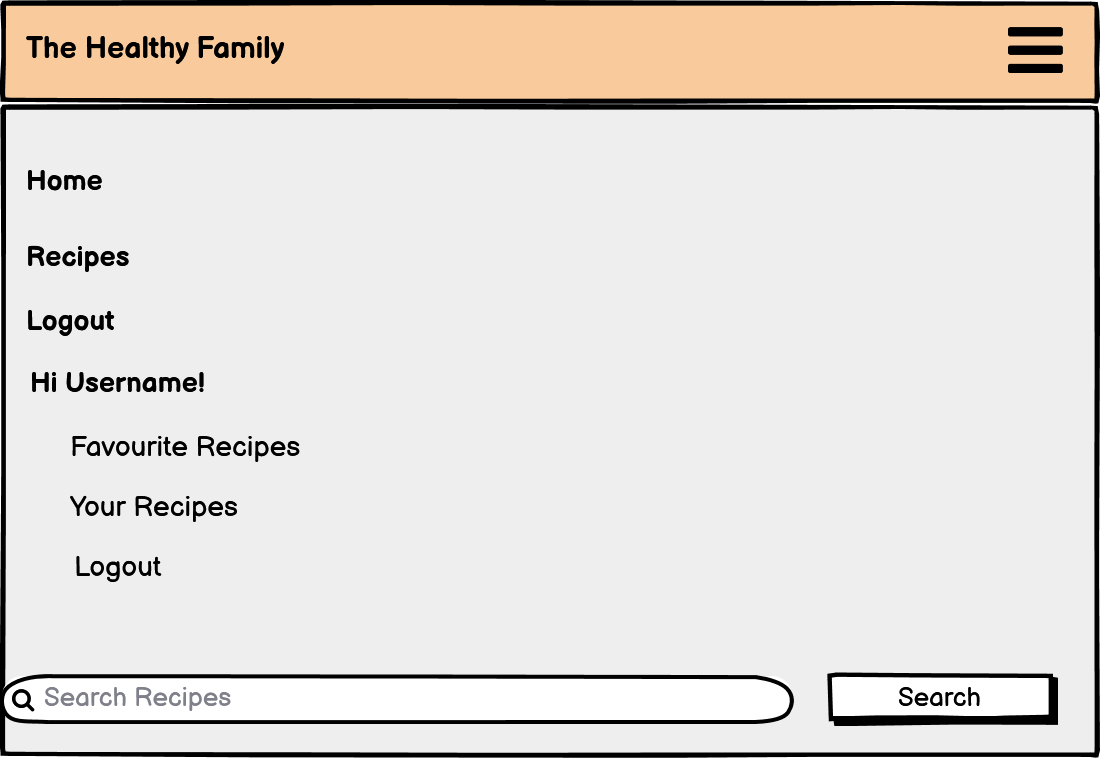 The Healthy Family
Home
Recipes
Logout
Hi Username!
Favourite Recipes
Your Recipes
Logout
Search Recipes
Search